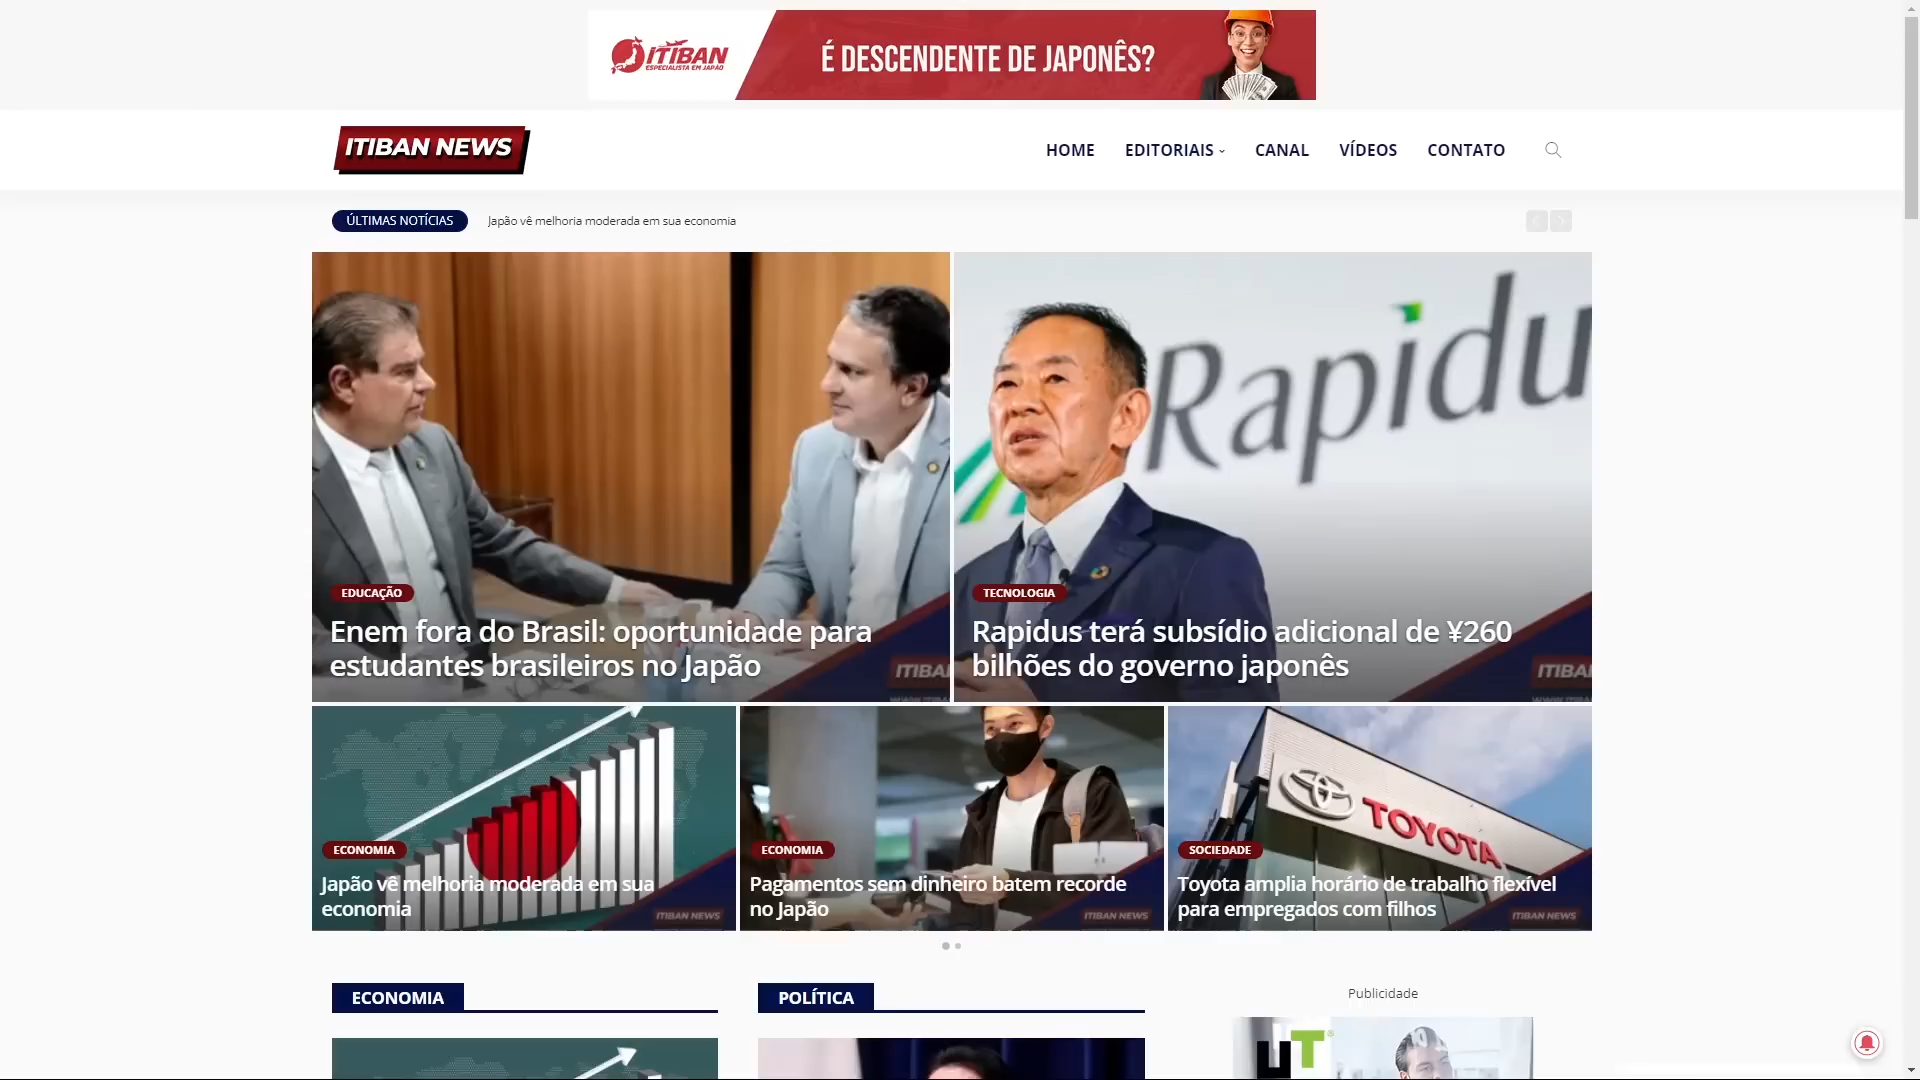 ITIBAN
ESPECIALISTA EM JAPÃO
É DESCENDENTE DE JAPONÊS?
ITIBAN NEWS
HOME
EDITORIAIS
CANAL
VÍDEOS
CONTATO
ÚLTIMAS NOTÍCIAS
Japão vê melhoria moderada em sua economia
EDUCAÇÃO
Enem fora do Brasil: oportunidade para
estudantes brasileiros no Japão
ITIBA
Rapidu
TECNOLOGIA
Rapidus terá subsídio adicional de ¥260
bilhões do governo japonês
ITIBA
ECONOMIA
Japão vê melhoria moderada em sua
economia
ITIBAN NEWS
ECONOMIA
Pagamentos sem dinheiro batem recorde
no Japão
ITIBAN NEWS
TOYOTA
SOCIEDADE
Toyota amplia horário de trabalho flexível
para empregados com filhos
ITIBAN NEWS
ECONOMIA
POLÍTICA
Publicidade
UT